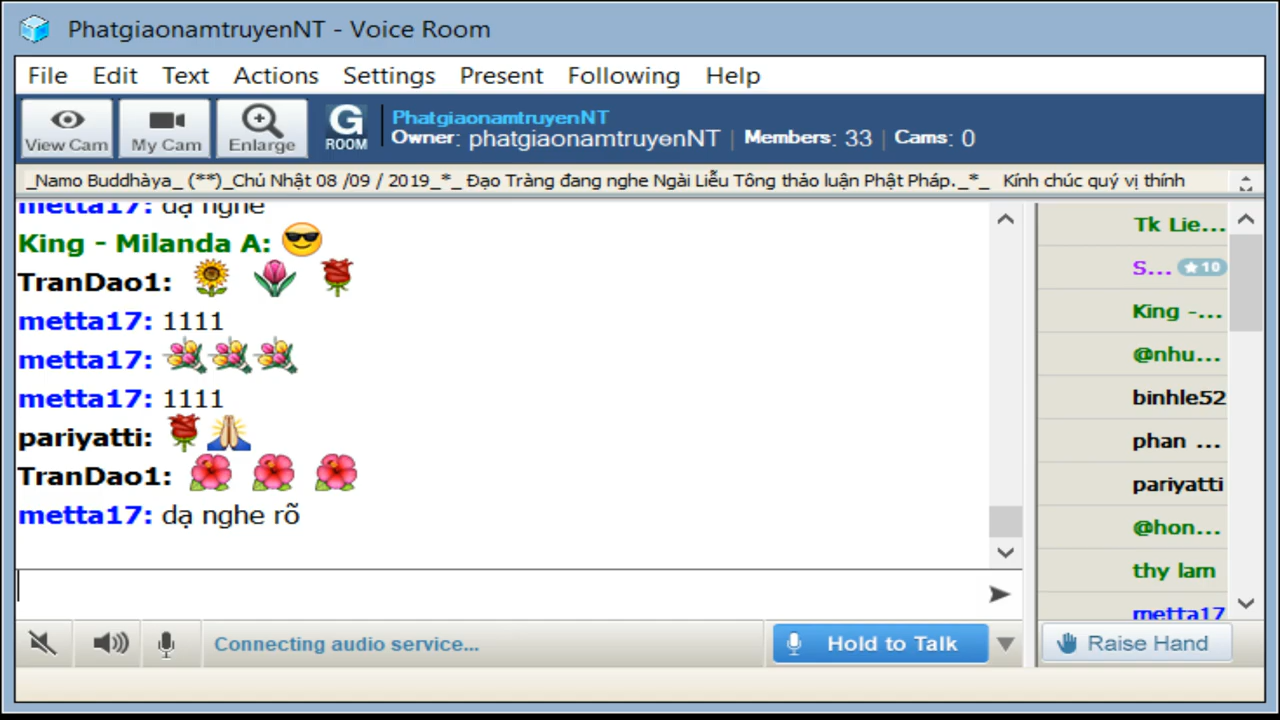 PhatgiaonamtruyenNT - Voice Room
File Edit Text Actions Settings Present Following Help
View Cam My Cam Enlarge G ROOM
PhatgiaonamtruyenNT
Owner: phatgiaonamtruyenNT | Members: 33 | Cams: 0
_Namo Buddhàya_ (**)_Chủ Nhật 08 /09 / 2019_*_ Đạo Tràng đang nghe Ngài Liễu Tông thảo luận Phật Pháp._*_ Kính chúc quý vị thính
metta17: dạ nghe
King - Milanda A: 😎
TranDao1: 🌻 🌷 🌹
metta17: 1111
metta17: 💐💐💐
metta17: 1111
pariyatti: 🌹🙏
TranDao1: 🌺 🌺 🌺
metta17: dạ nghe rõ
Tk Lie...
S... ★10
King -...
@nhu...
binhle52
phan ...
pariyatti
@hon...
thy lam
metta17
Connecting audio service...
Hold to Talk
Raise Hand